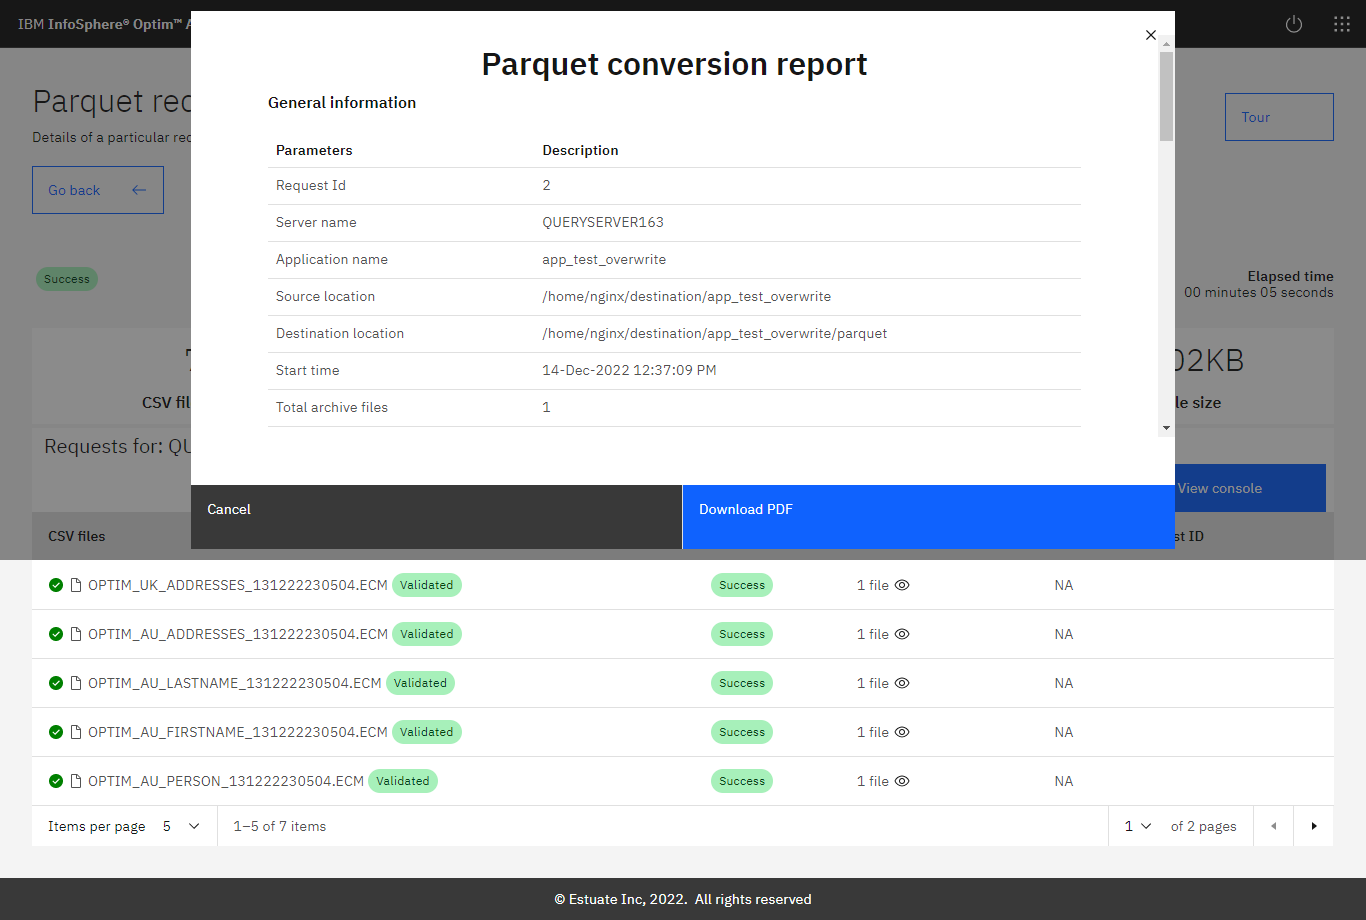 IBM InfoSphere® Optim™
Parquet conversion report
Parquet
Details of a particular
Tour
Go back
General information
Parameters Description
Request Id 2
Server name QUERYSERVER163
Application name app_test_overwrite
Source location /home/nginx/destination/app_test_overwrite
Destination location /home/nginx/destination/app_test_overwrite/parquet
Start time 14-Dec-2022 12:37:09 PM
Total archive files 1
Success
Elapsed time
00 minutes 05 seconds
02KB
CSV
size
Requests for:
Cancel
Download PDF
View console
CSV files
ID
OPTIM_UK_ADDRESSES_131222230504.ECM Validated Success 1 file NA
OPTIM_AU_ADDRESSES_131222230504.ECM Validated Success 1 file NA
OPTIM_AU_LASTNAME_131222230504.ECM Validated Success 1 file NA
OPTIM_AU_FIRSTNAME_131222230504.ECM Validated Success 1 file NA
OPTIM_AU_PERSON_131222230504.ECM Validated Success 1 file NA
Items per page 5 1–5 of 7 items 1 of 2 pages
© Estuate Inc, 2022. All rights reserved